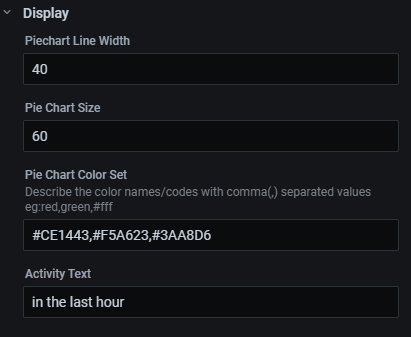 Display
Piechart Line Width
40
Pie Chart Size
60
Pie Chart Color Set
Describe the color names/codes with comma(,) separated values
eg:red,green,#fff
#CE1443,#F5A623,#3AA8D6
Activity Text
in the last hour